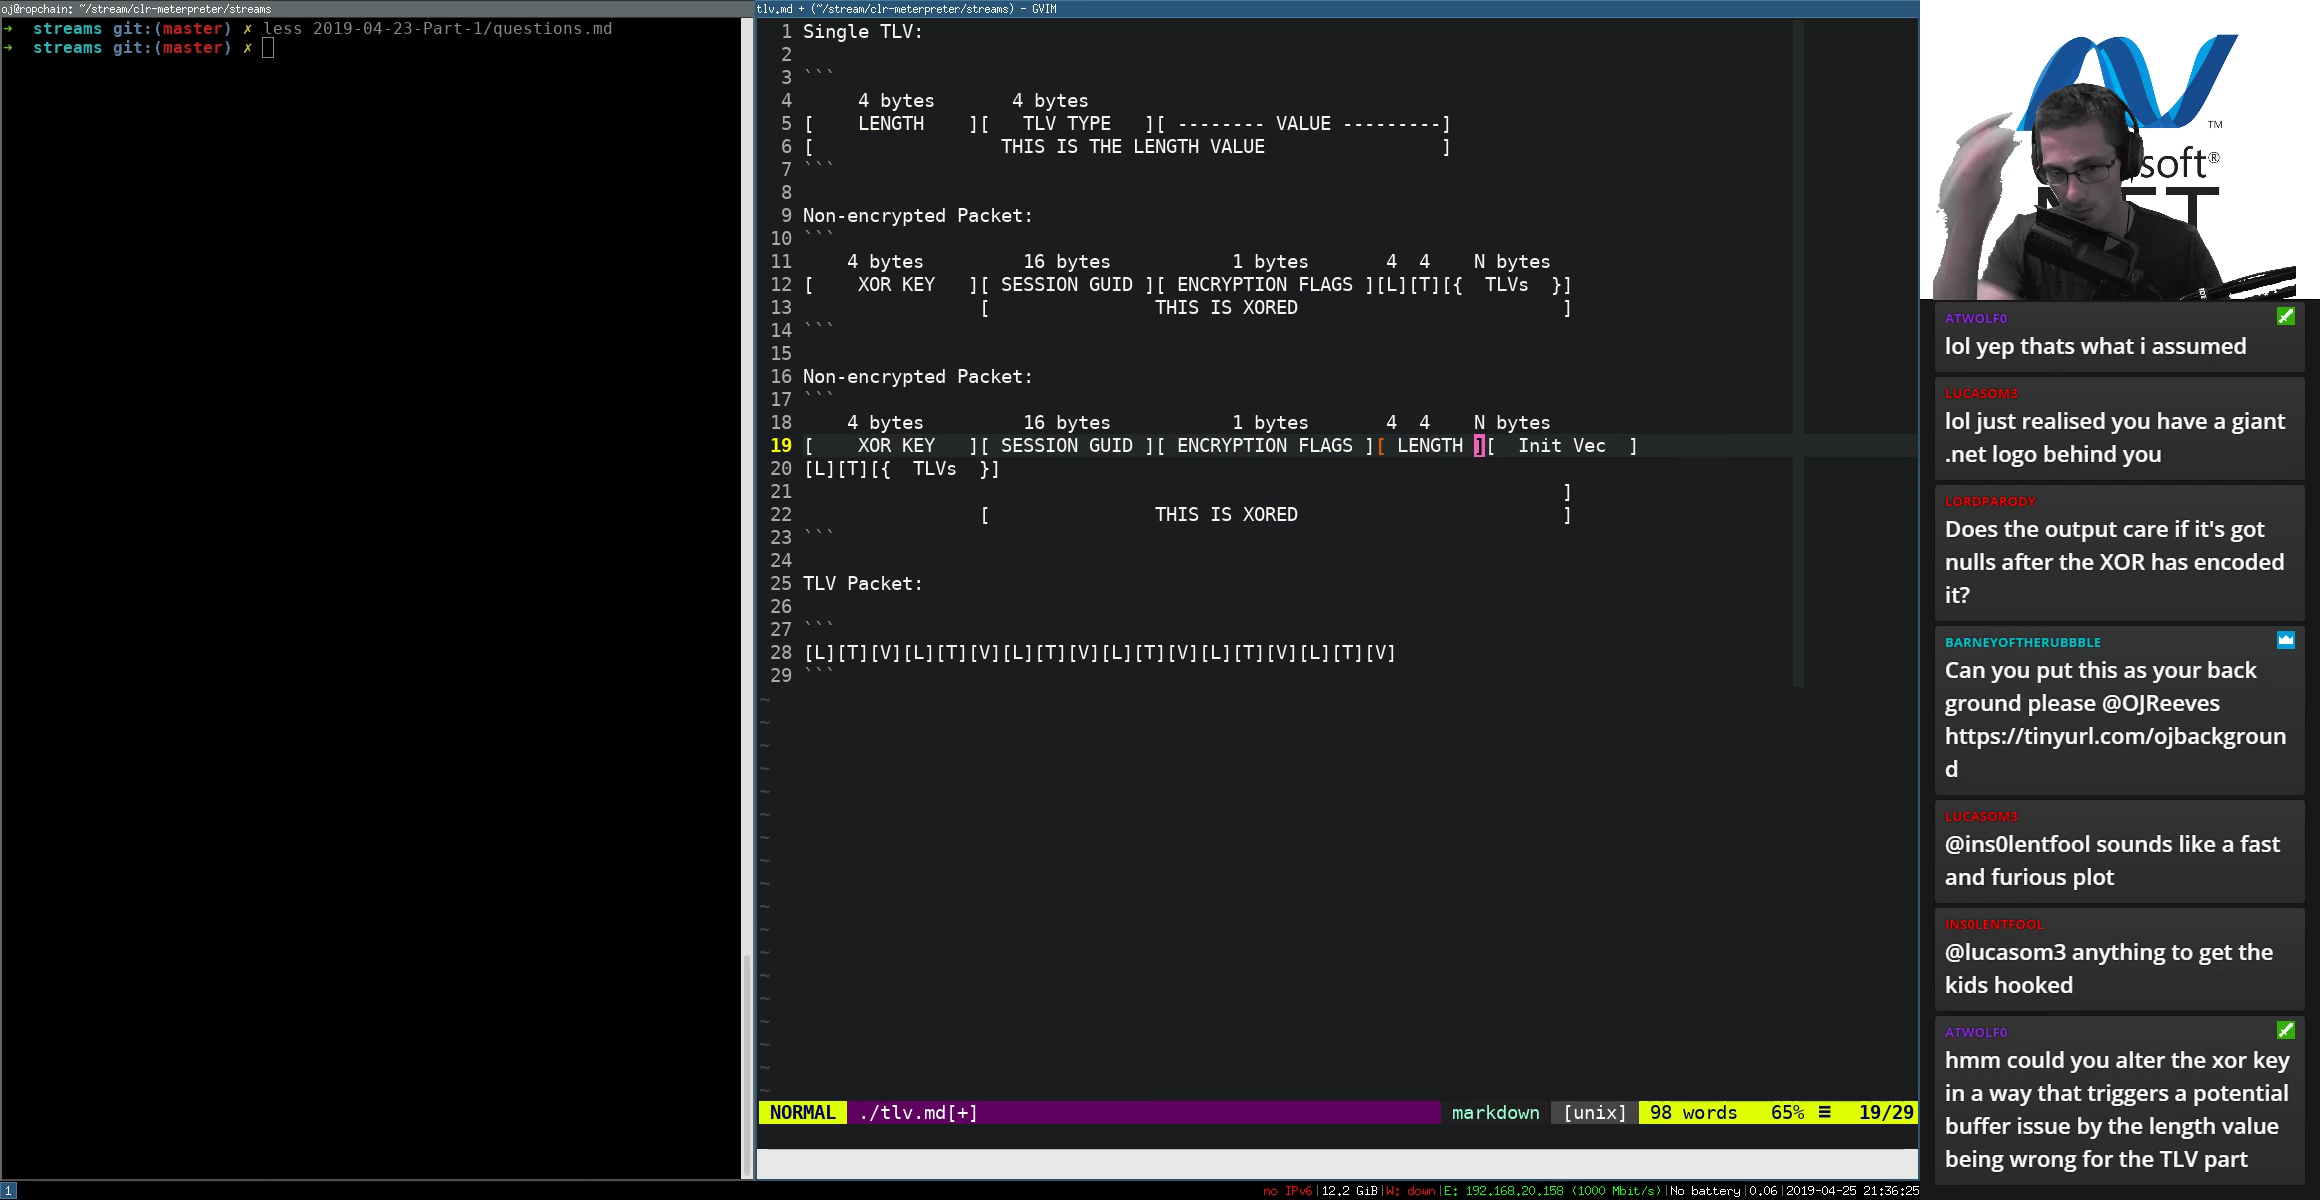 oj@ropchain: ~/stream/clr-meterpreter/streams
➜ streams git:(master) ✗ less 2019-04-23-Part-1/questions.md
➜ streams git:(master) ✗
tlv.md + (~/stream/clr-meterpreter/streams) - GVIM
1 Single TLV:
2
3 ```
4      4 bytes       4 bytes
5 [    LENGTH    ][   TLV TYPE   ][ -------- VALUE ---------]
6 [                 THIS IS THE LENGTH VALUE                ]
7 ```
8
9 Non-encrypted Packet:
10 ```
11     4 bytes         16 bytes           1 bytes       4  4    N bytes
12 [    XOR KEY   ][ SESSION GUID ][ ENCRYPTION FLAGS ][L][T][{  TLVs  }]
13                 [               THIS IS XORED                        ]
14 ```
15
16 Non-encrypted Packet:
17 ```
18     4 bytes         16 bytes           1 bytes       4  4    N bytes
19 [    XOR KEY   ][ SESSION GUID ][ ENCRYPTION FLAGS ][ LENGTH ][  Init Vec  ]
20 [L][T][{  TLVs  }]
21                                                                      ]
22                 [               THIS IS XORED                        ]
23 ```
24
25 TLV Packet:
26
27 ```
28 [L][T][V][L][T][V][L][T][V][L][T][V][L][T][V][L][T][V]
29 ```
NORMAL ./tlv.md[+] markdown [unix] 98 words 65% ≡ 19/29
1
no IPv6|12.2 GiB|W: down|E: 192.168.20.158 (1000 Mbit/s)|No battery|0.06|2019-04-25 21:36:25
TM
soft®
ATWOLF0
lol yep thats what i assumed
LUCASOM3
lol just realised you have a giant
.net logo behind you
LORDPARODY
Does the output care if it's got
nulls after the XOR has encoded
it?
BARNEYOFTHERUBBBLE
Can you put this as your back
ground please @OJReeves
https://tinyurl.com/ojbackgroun
d
LUCASOM3
@ins0lentfool sounds like a fast
and furious plot
INS0LENTFOOL
@lucasom3 anything to get the
kids hooked
ATWOLF0
hmm could you alter the xor key
in a way that triggers a potential
buffer issue by the length value
being wrong for the TLV part